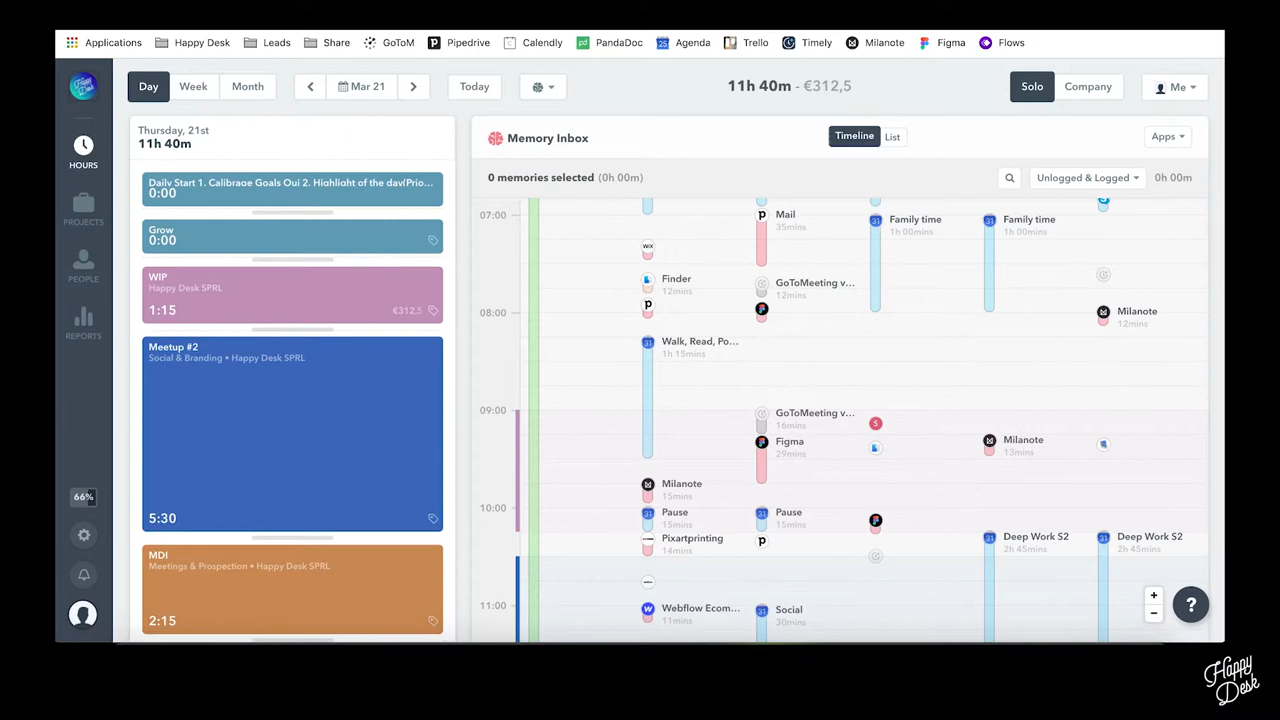 Applications Happy Desk Leads Share GoToM Pipedrive Calendly PandaDoc Agenda Trello Timely Milanote Figma Flows
Day Week Month Mar 21 Today 11h 40m - €312,5 Solo Company Me
HOURS
PROJECTS
PEOPLE
REPORTS
66%
Thursday, 21st
11h 40m
Daily Start 1. Calibrage Goals Oui 2. Highlight of the day(Prio...
0:00
Grow
0:00
WIP
Happy Desk SPRL
1:15 €312,5
Meetup #2
Social & Branding • Happy Desk SPRL
5:30
MDI
Meetings & Prospection • Happy Desk SPRL
2:15
Memory Inbox Timeline List Apps
0 memories selected (0h 00m) Unlogged & Logged 0h 00m
07:00 Mail
35mins
Family time
1h 00mins
Family time
1h 00mins
Wix
Finder
12mins
GoToMeeting v...
12mins
08:00
Milanote
12mins
Walk, Read, Po...
1h 15mins
09:00 GoToMeeting v...
16mins
Figma
29mins
Milanote
13mins
Milanote
15mins
10:00 Pause
15mins
Pause
15mins
Pixartprinting
14mins
Deep Work S2
2h 45mins
Deep Work S2
2h 45mins
11:00 Webflow Ecom...
11mins
Social
30mins
+
−
?
Happy
Desk